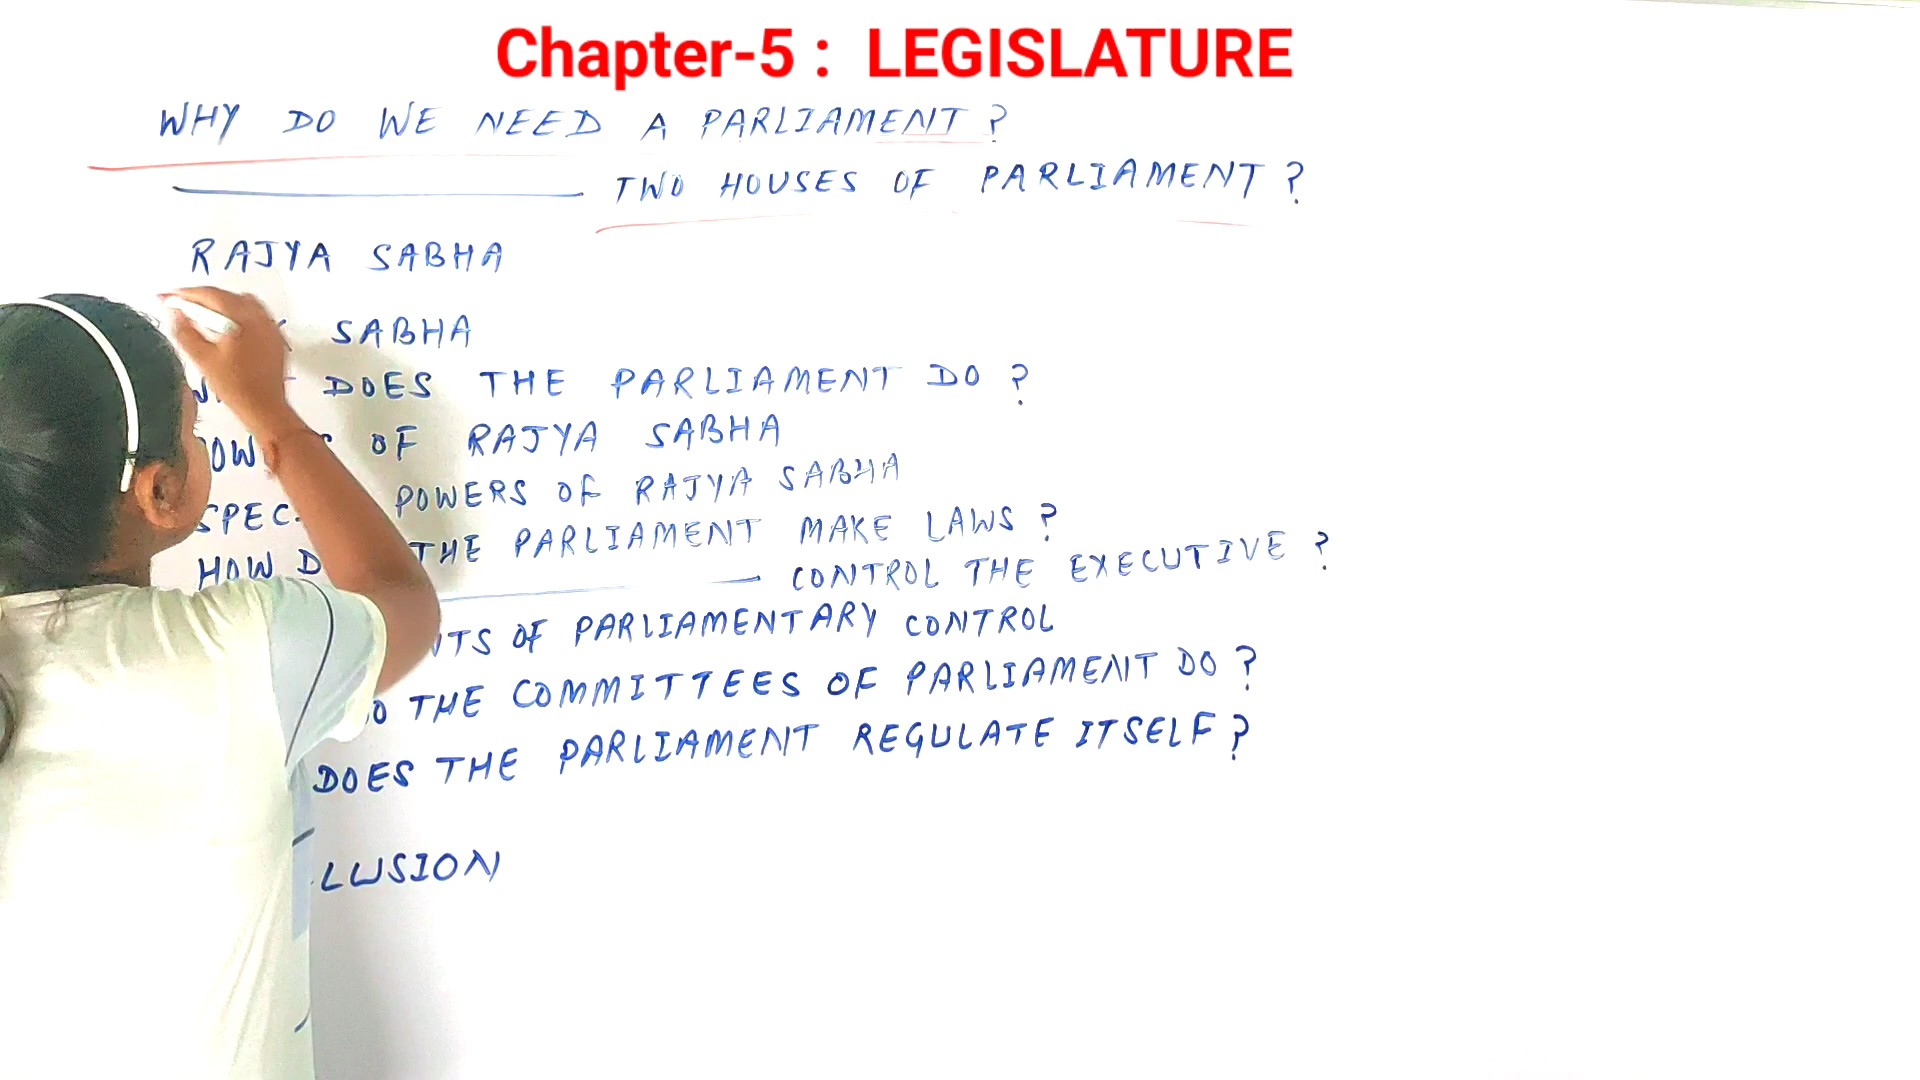 Chapter-5 : LEGISLATURE
WHY DO WE NEED A PARLIAMENT ?
TWO HOUSES OF PARLIAMENT ?
RAJYA SABHA
SABHA
DOES THE PARLIAMENT DO ?
OF RAJYA SABHA
POWERS OF RAJYA SABHA
HOW THE PARLIAMENT MAKE LAWS ?
CONTROL THE EXECUTIVE ?
OF PARLIAMENTARY CONTROL
THE COMMITTEES OF PARLIAMENT DO ?
DOES THE PARLIAMENT REGULATE ITSELF ?